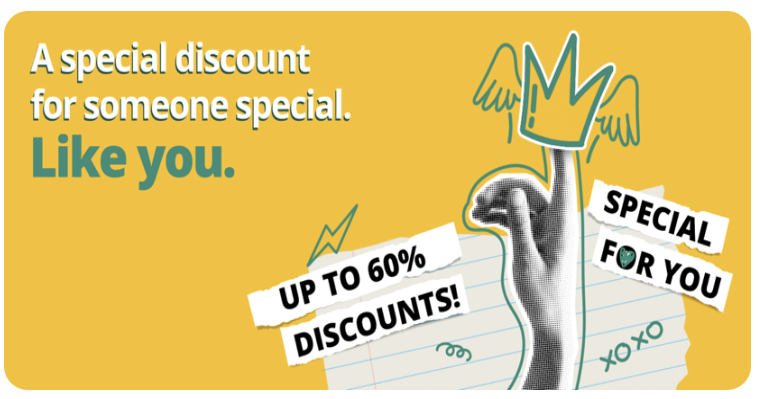 A special discount
for someone special.
Like you.
UP TO 60%
DISCOUNTS!
SPECIAL
FOR YOU
XOXO